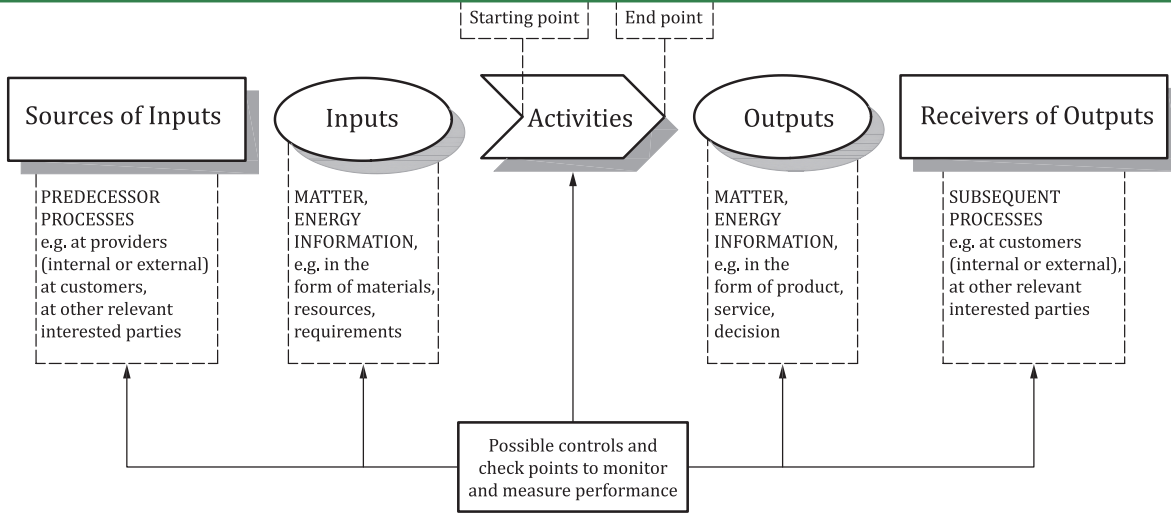 Starting point
End point
Sources of Inputs
Inputs
Activities
Outputs
Receivers of Outputs
PREDECESSOR
PROCESSES
e.g. at providers
(internal or external)
at customers,
at other relevant
interested parties
MATTER,
ENERGY
INFORMATION,
e.g. in the
form of materials,
resources,
requirements
MATTER,
ENERGY
INFORMATION,
e.g. in the
form of product,
service,
decision
SUBSEQUENT
PROCESSES
e.g. at customers
(internal or external),
at other relevant
interested parties
Possible controls and
check points to monitor
and measure performance